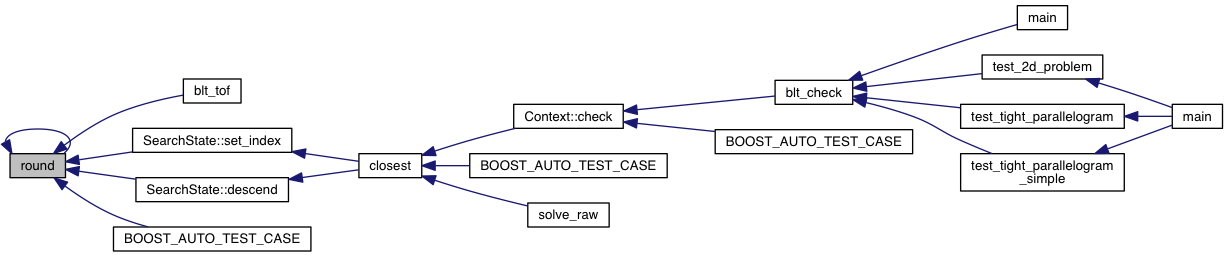 round
blt_tof
SearchState::set_index
SearchState::descend
BOOST_AUTO_TEST_CASE
closest
Context::check
BOOST_AUTO_TEST_CASE
solve_raw
blt_check
BOOST_AUTO_TEST_CASE
main
test_2d_problem
test_tight_parallelogram
test_tight_parallelogram
_simple
main